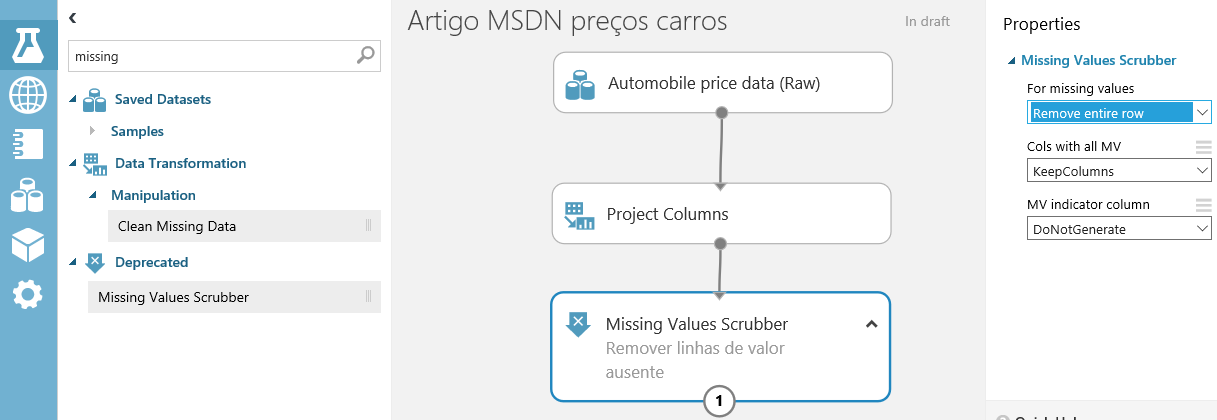 missing
Saved Datasets
Samples
Data Transformation
Manipulation
Clean Missing Data
Deprecated
Missing Values Scrubber
Artigo MSDN preços carros
In draft
Automobile price data (Raw)
Project Columns
Missing Values Scrubber
Remover linhas de valor
ausente
1
Properties
Missing Values Scrubber
For missing values
Remove entire row
Cols with all MV
KeepColumns
MV indicator column
DoNotGenerate